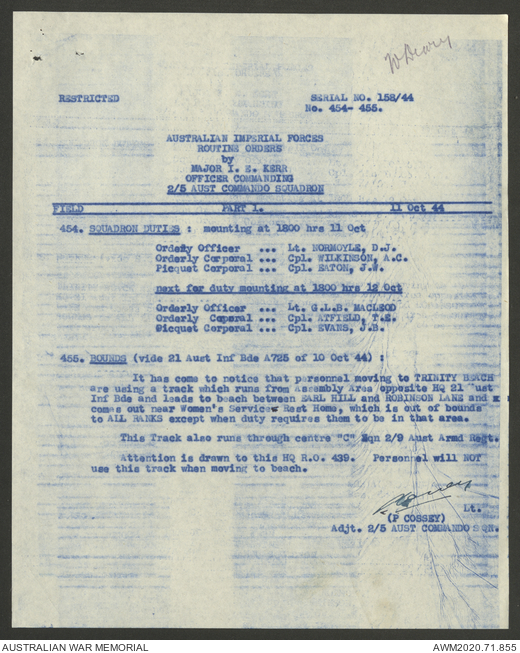 W Diary
RESTRICTED SERIAL NO. 158/44
No. 454- 455.
AUSTRALIAN IMPERIAL FORCES
ROUTINE ORDERS
by
MAJOR I. E. KERR
OFFICER COMMANDING
2/5 AUST COMMANDO SQUADRON
FIELD PART 1. 11 Oct 44
454. SQUADRON DUTIES : mounting at 1800 hrs 11 Oct
Orderly Officer ... Lt. NORMOYLE, D.J.
Orderly Corporal ... Cpl. WILKINSON, A.C.
Picquet Corporal ... Cpl. EATON, J.W.
next for duty mounting at 1800 hrs 12 Oct
Orderly Officer ... Lt. G.L.B. MACLEOD
Orderly Corporal ... Cpl. ATFIELD, T.E.
Picquet Corporal ... Cpl. EVANS, J.B.
455. BOUNDS (vide 21 Aust Inf Bde A725 of 10 Oct 44) :
It has come to notice that personnel moving to TRINITY BEACH
are using a track which runs from Assembly Area opposite HQ 21 Aust
Inf Bde and leads to beach between EARL HILL and ROBINSON LANE and x
comes out near Women's Services Rest Home, which is out of bounds
to ALL RANKS except when duty requires them to be in that area.
This Track also runs through centre "C" Sqn 2/9 Aust Armd Regt.
Attention is drawn to this HQ R.O. 439. Personnel will NOT
use this track when moving to beach.
Lt.
(P COSSEY)
Adjt. 2/5 AUST COMMANDO SQN.
AUSTRALIAN WAR MEMORIAL AWM2020.71.855